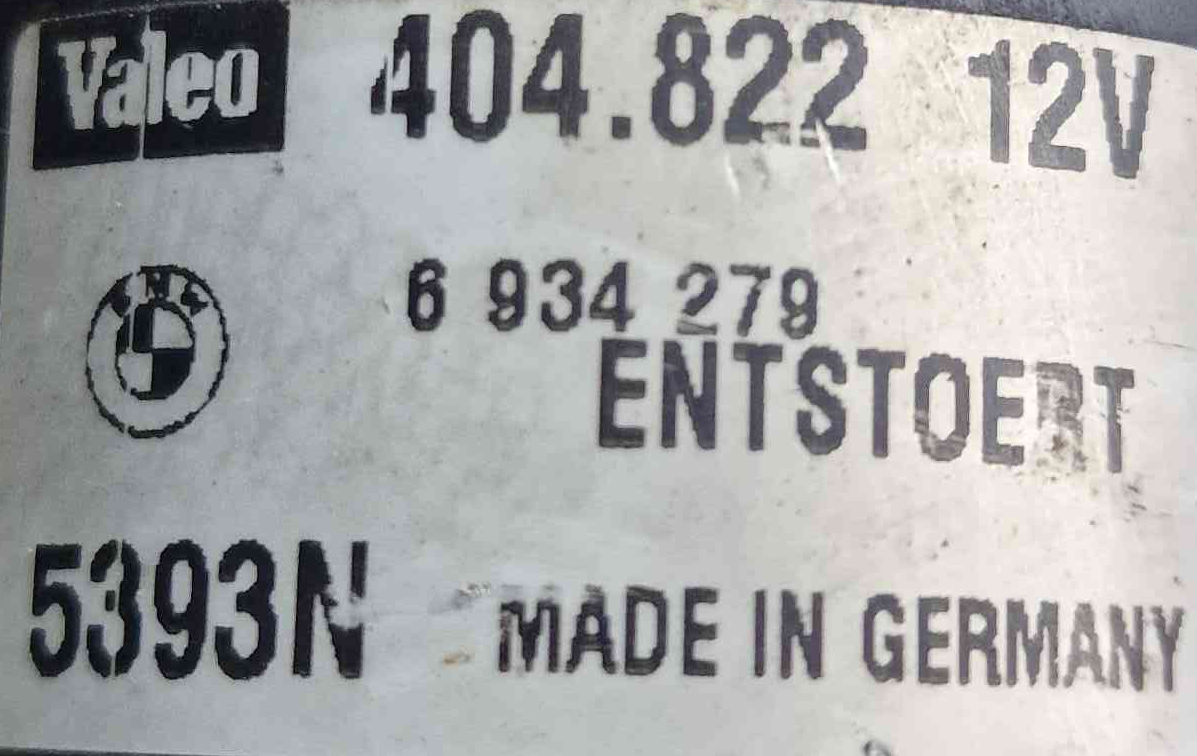 Valeo 404.822 12V
6 934 279
ENTSTOERT
5393N MADE IN GERMANY